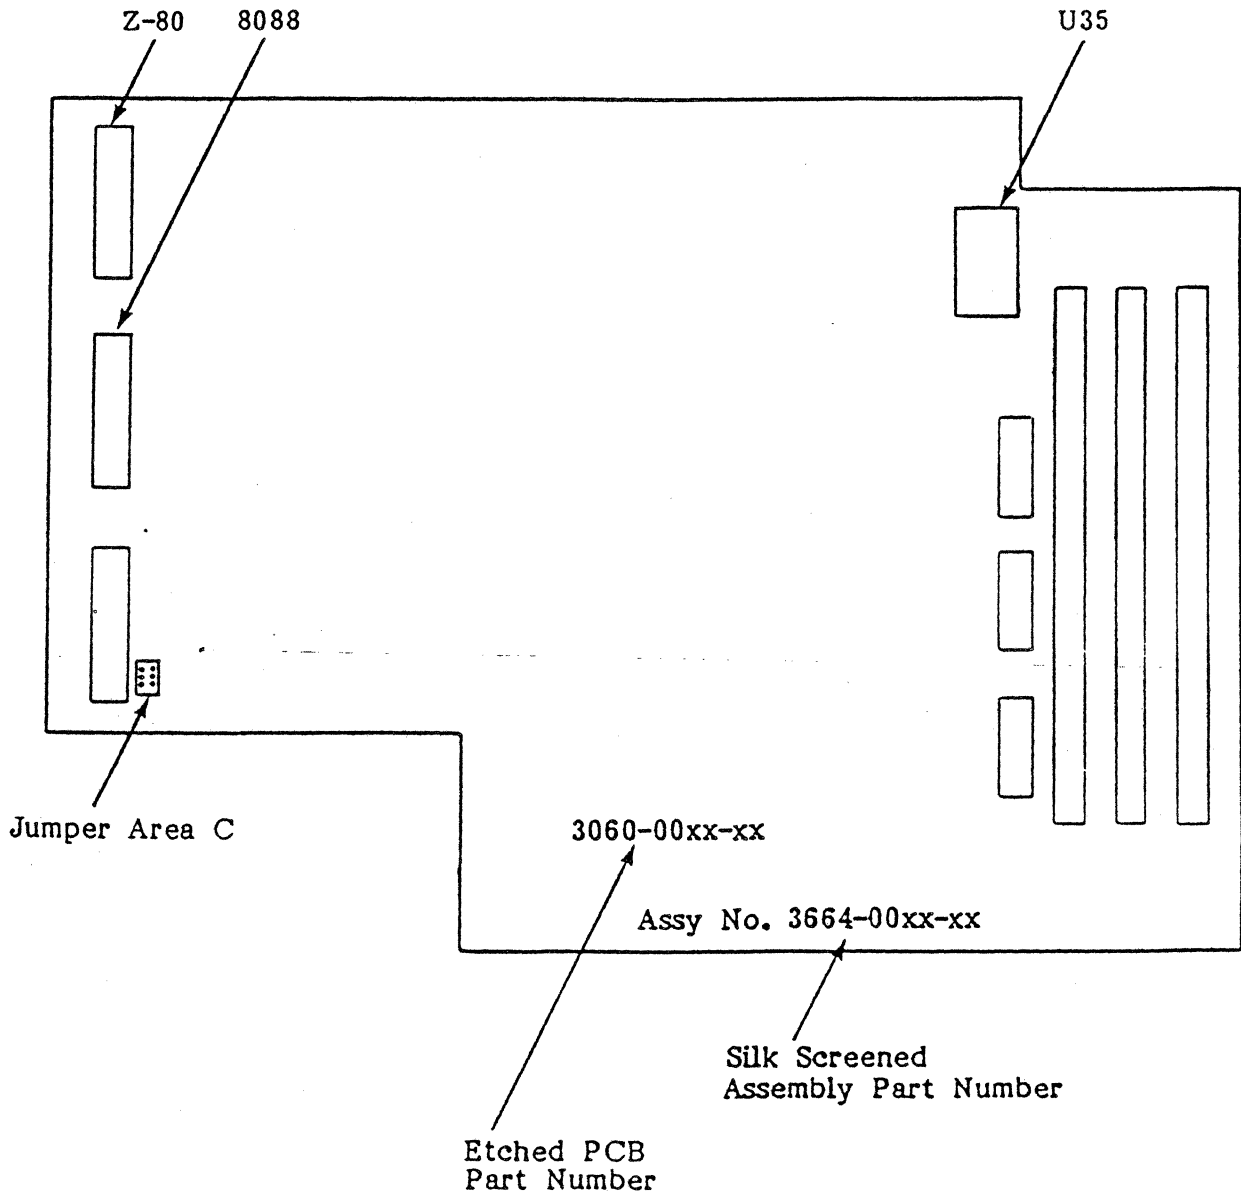 Z-80 8088 U35
Jumper Area C
3060-00xx-xx
Assy No. 3664-00xx-xx
Silk Screened
Assembly Part Number
Etched PCB
Part Number